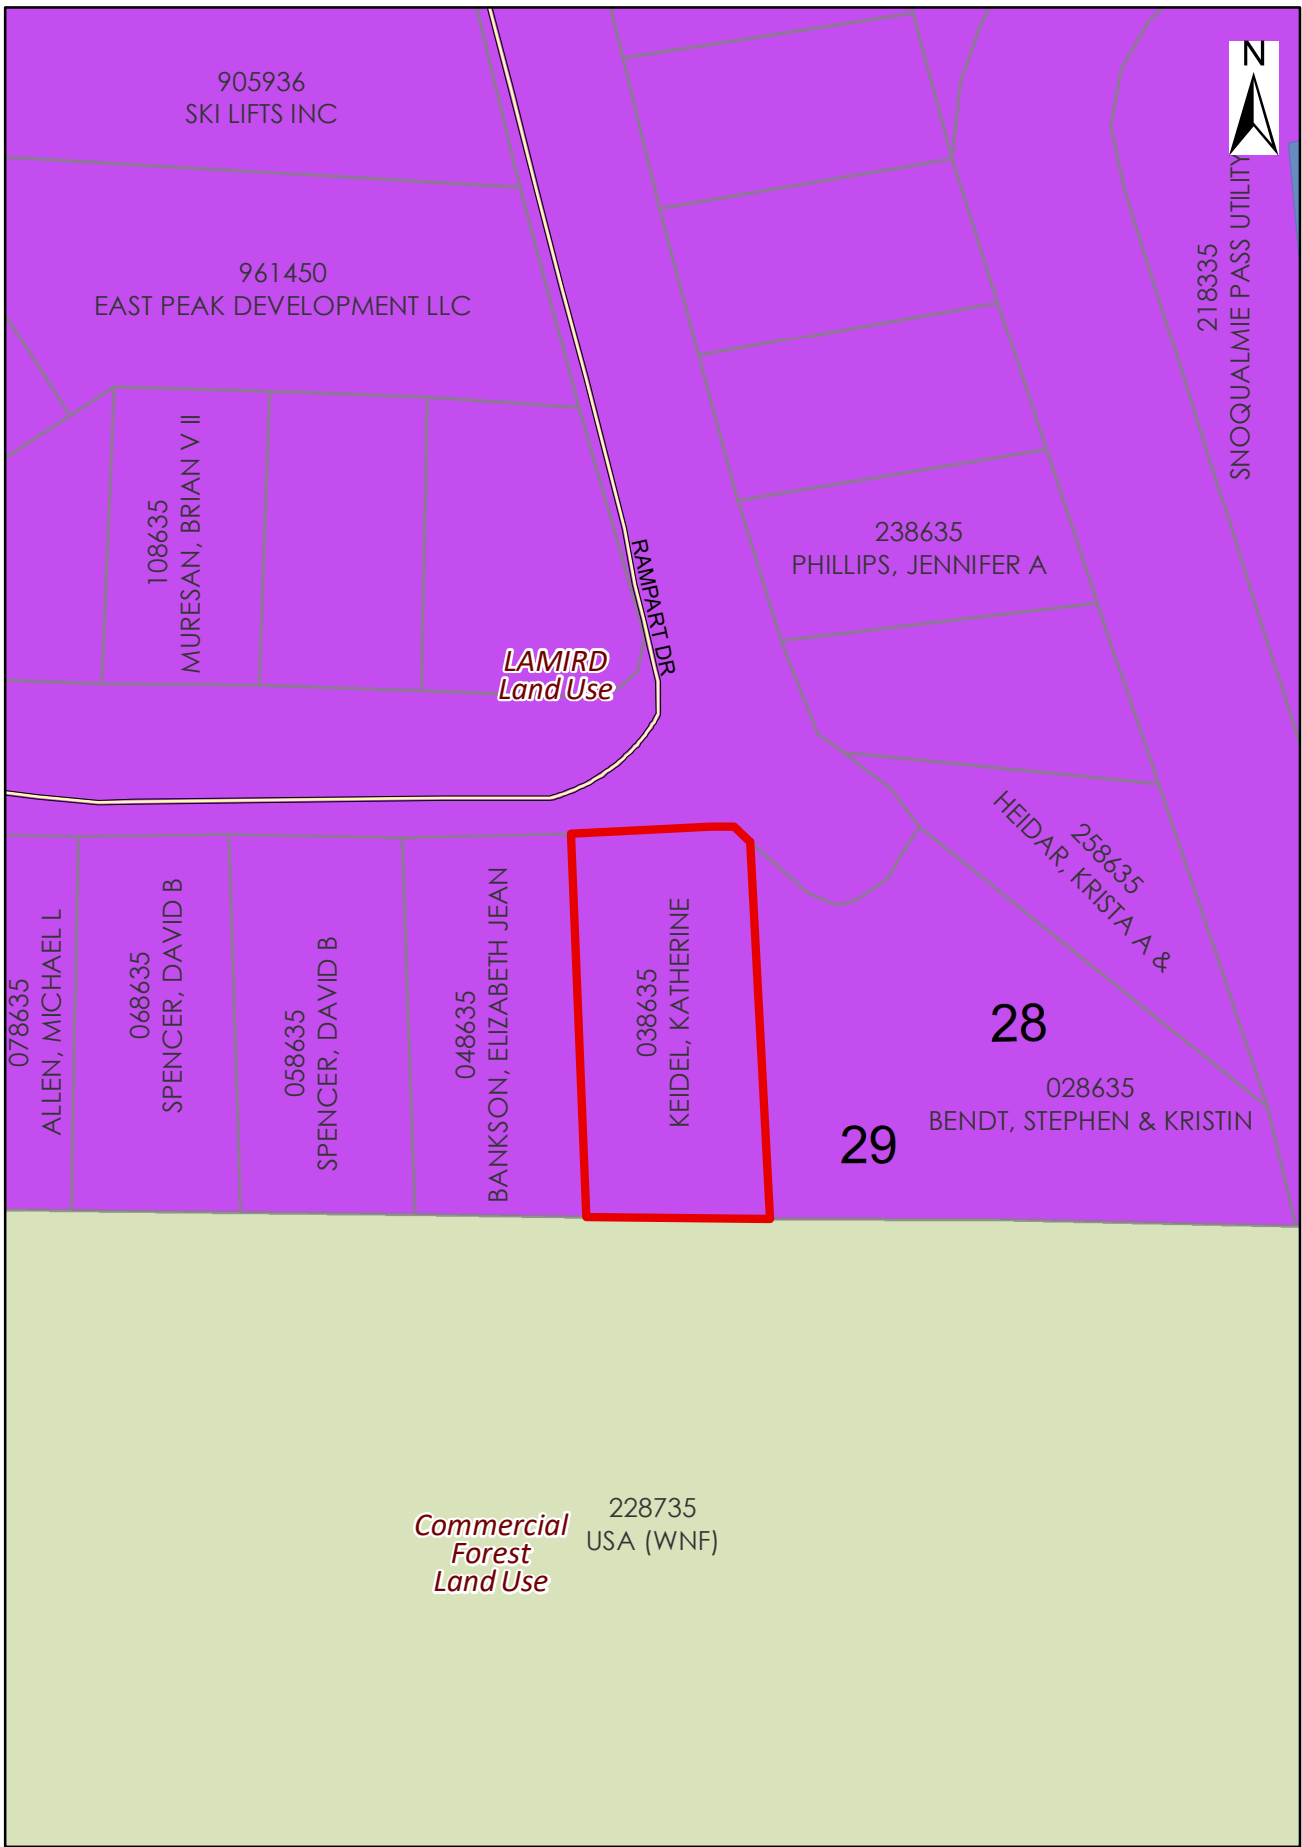 N
905936
SKI LIFTS INC
961450
EAST PEAK DEVELOPMENT LLC
218335
SNOQUALMIE PASS UTILITY
108635
MURESAN, BRIAN V II
238635
PHILLIPS, JENNIFER A
RAMPART DR
LAMIRD
Land Use
258635
HEIDAR, KRISTA A &
078635
ALLEN, MICHAEL L
068635
SPENCER, DAVID B
058635
SPENCER, DAVID B
048635
BANKSON, ELIZABETH JEAN
038635
KEIDEL, KATHERINE
28
028635
BENDT, STEPHEN & KRISTIN
29
228735
USA (WNF)
Commercial
Forest
Land Use